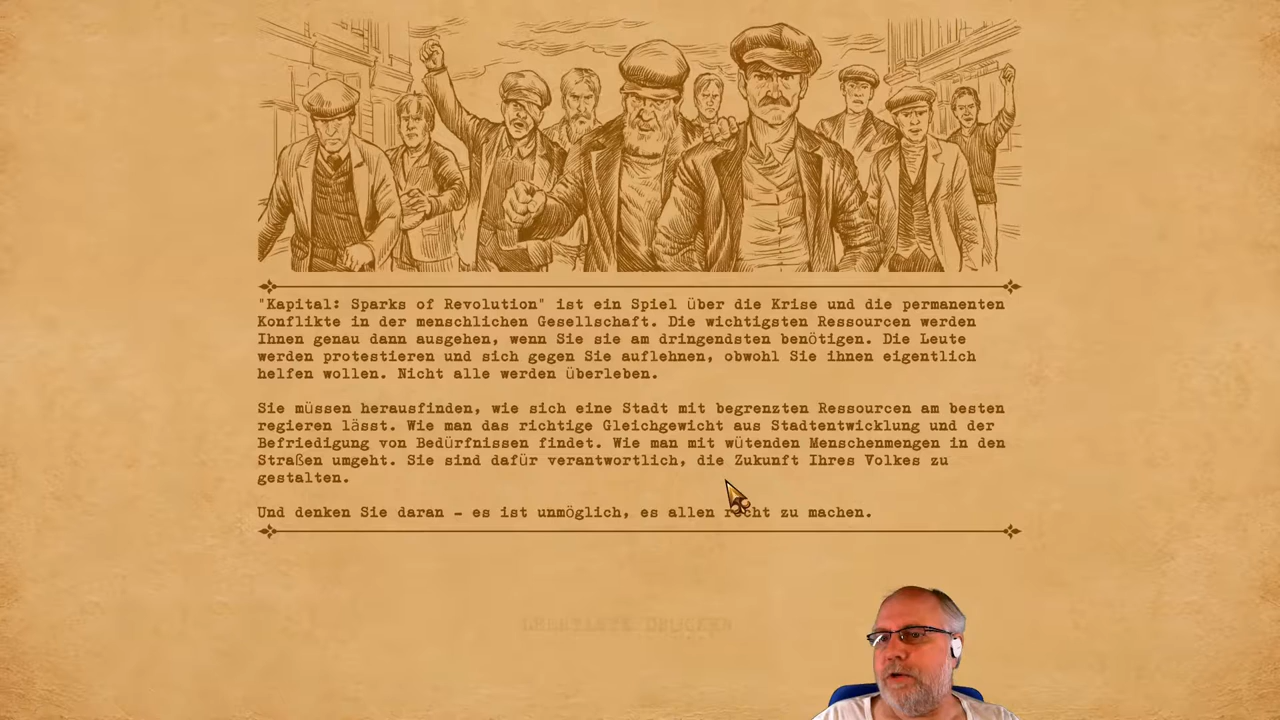 "Kapital: Sparks of Revolution" ist ein Spiel über die Krise und die permanenten
Konflikte in der menschlichen Gesellschaft. Die wichtigsten Ressourcen werden
Ihnen genau dann ausgehen, wenn Sie sie am dringendsten benötigen. Die Leute
werden protestieren und sich gegen Sie auflehnen, obwohl Sie ihnen eigentlich
helfen wollen. Nicht alle werden überleben.
Sie müssen herausfinden, wie sich eine Stadt mit begrenzten Ressourcen am besten
regieren lässt. Wie man das richtige Gleichgewicht aus Stadtentwicklung und der
Befriedigung von Bedürfnissen findet. Wie man mit wütenden Menschenmengen in den
Straßen umgeht. Sie sind dafür verantwortlich, die Zukunft Ihres Volkes zu
gestalten.
Und denken Sie daran – es ist unmöglich, es allen recht zu machen.
LEERTASTE DRÜCKEN